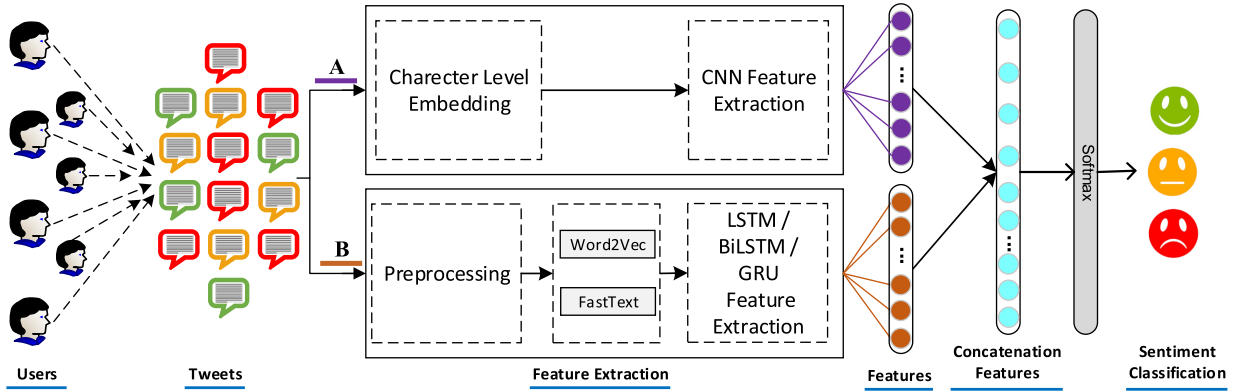 A
Charecter Level
Embedding
CNN Feature
Extraction
B
Preprocessing
Word2Vec
FastText
LSTM /
BiLSTM /
GRU
Feature
Extraction
Softmax
Users
Tweets
Feature Extraction
Features
Concatenation
Features
Sentiment
Classification